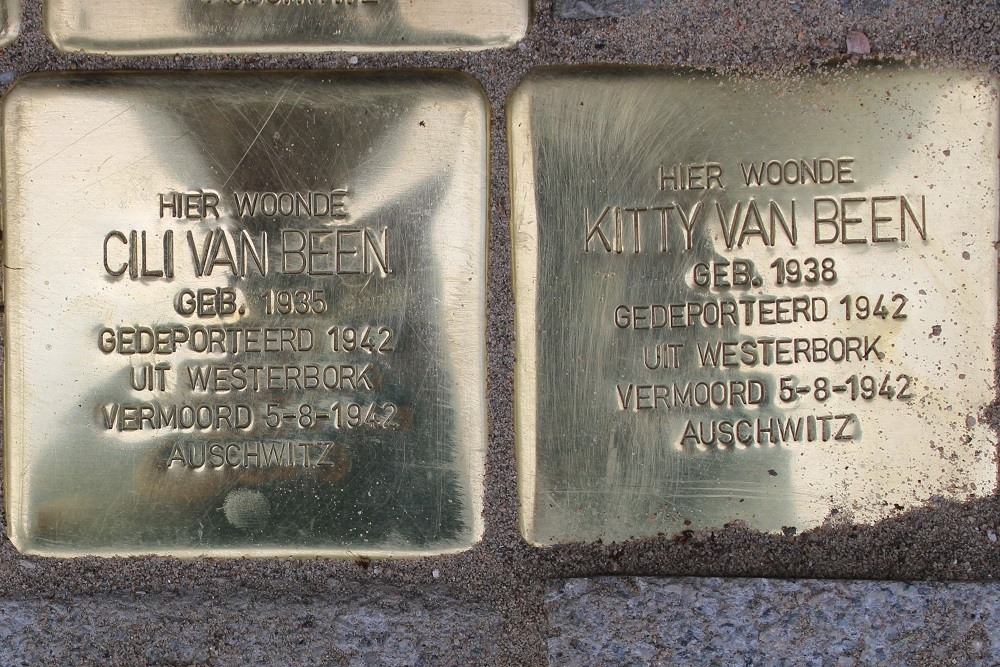 HIER WOONDE
CILI VAN BEEN
GEB. 1935
GEDEPORTEERD 1942
UIT WESTERBORK
VERMOORD 5-8-1942
AUSCHWITZ
HIER WOONDE
KITTY VAN BEEN
GEB. 1938
GEDEPORTEERD 1942
UIT WESTERBORK
VERMOORD 5-8-1942
AUSCHWITZ